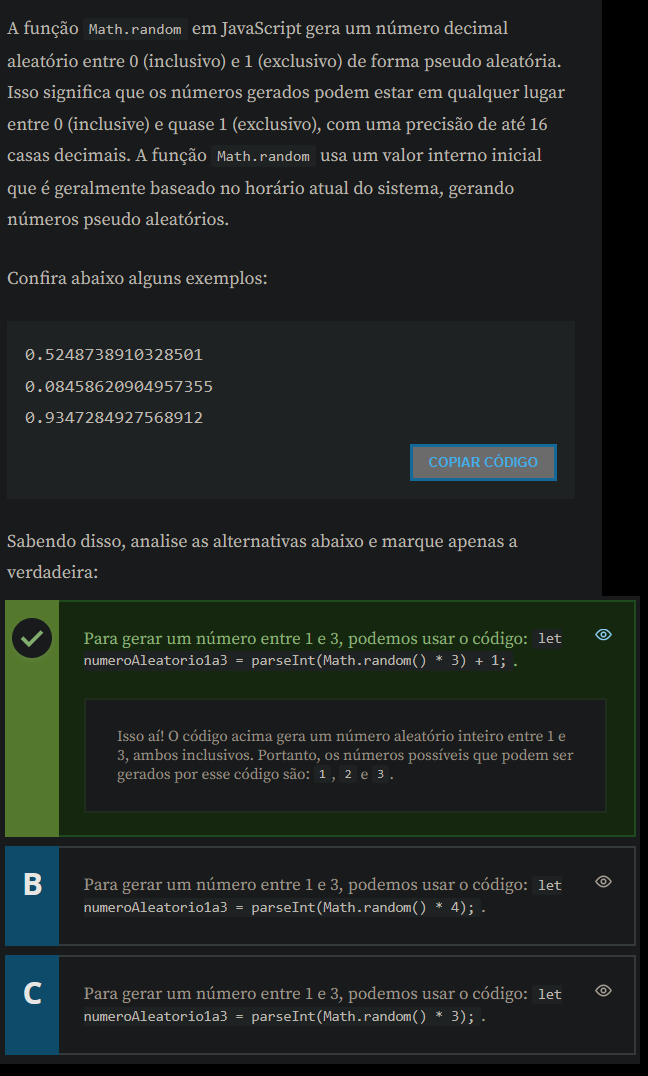 A função Math.random em JavaScript gera um número decimal
aleatório entre 0 (inclusivo) e 1 (exclusivo) de forma pseudo aleatória.
Isso significa que os números gerados podem estar em qualquer lugar
entre 0 (inclusive) e quase 1 (exclusivo), com uma precisão de até 16
casas decimais. A função Math.random usa um valor interno inicial
que é geralmente baseado no horário atual do sistema, gerando
números pseudo aleatórios.
Confira abaixo alguns exemplos:
0.5248738910328501
0.08458620904957355
0.9347284927568912
COPIAR CÓDIGO
Sabendo disso, analise as alternativas abaixo e marque apenas a
verdadeira:
Para gerar um número entre 1 e 3, podemos usar o código: let
numeroAleatorio1a3 = parseInt(Math.random() * 3) + 1; .
Isso aí! O código acima gera um número aleatório inteiro entre 1 e
3, ambos inclusivos. Portanto, os números possíveis que podem ser
gerados por esse código são: 1 , 2 e 3 .
B
Para gerar um número entre 1 e 3, podemos usar o código: let
numeroAleatorio1a3 = parseInt(Math.random() * 4); .
C
Para gerar um número entre 1 e 3, podemos usar o código: let
numeroAleatorio1a3 = parseInt(Math.random() * 3); .